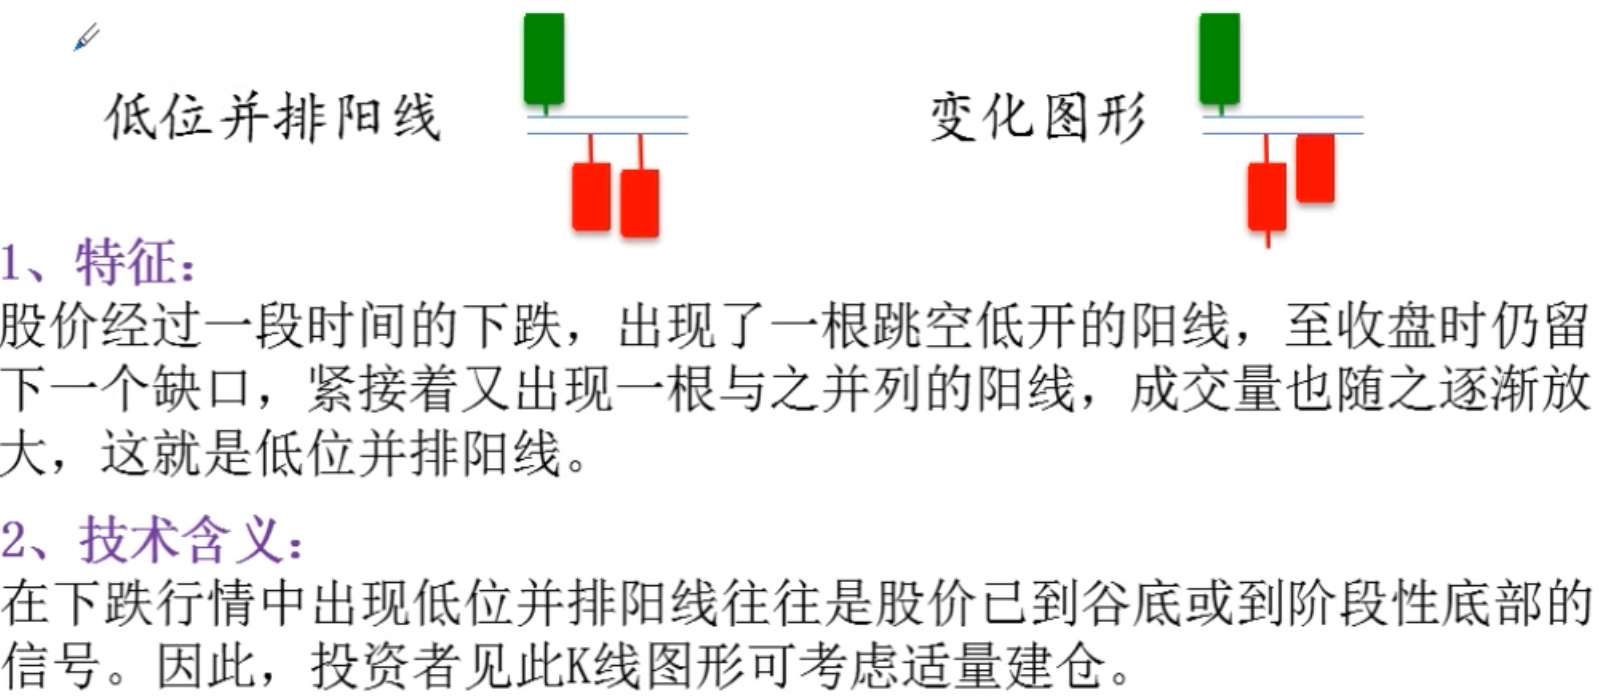 低位并排阳线
变化图形
1、特征：
股价经过一段时间的下跌，出现了一根跳空低开的阳线，至收盘时仍留
下一个缺口，紧接着又出现一根与之并列的阳线，成交量也随之逐渐放
大，这就是低位并排阳线。
2、技术含义：
在下跌行情中出现低位并排阳线往往是股价已到谷底或到阶段性底部的
信号。因此，投资者见此K线图形可考虑适量建仓。